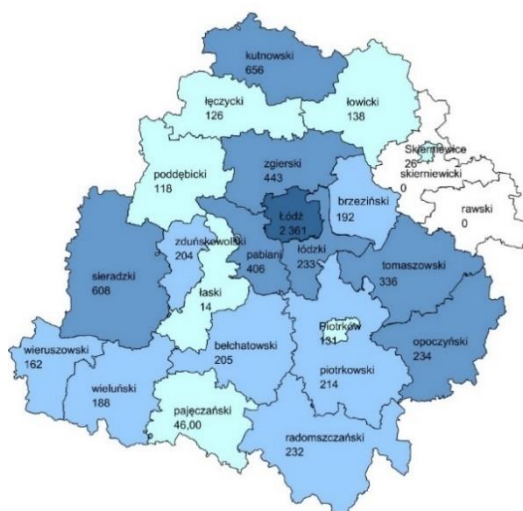 kutnowski
656
łęczycki
126
łowicki
138
Skierniewice
26
skierniewicki
0
zgierski
443
poddębicki
118
brzeziński
192
rawski
0
Łódź
2 361
zduńskowolski
204
pabiani
406
łódzki
233
tomaszowski
336
sieradzki
608
łaski
14
Piotrków
131
opoczyński
234
wieruszowski
162
bełchatowski
205
piotrkowski
214
wieluński
188
pajęczański
46,00
radomszczański
232